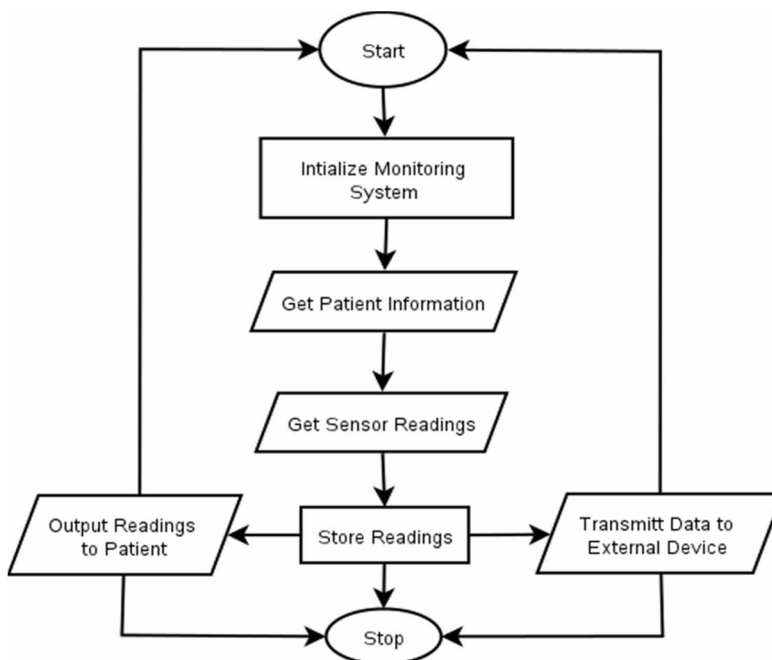 Start
Intialize Monitoring
System
Get Patient Information
Get Sensor Readings
Output Readings
to Patient
Store Readings
Transmitt Data to
External Device
Stop